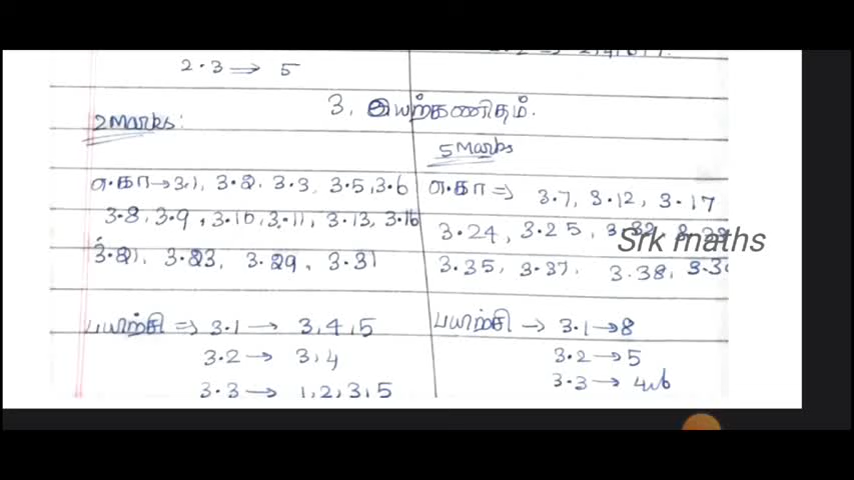 2.3 ⟹ 5
3. இயற்கணிதம்.
2 Marks:
5 Marks
எ.கா → 3.1, 3.2, 3.3, 3.5, 3.6
3.8, 3.9, 3.10, 3.11, 3.13, 3.16
3.21, 3.23, 3.29, 3.31
எ.கா ⇒ 3.7, 3.12, 3.17
3.24, 3.25,
3.35, 3.37, 3.38,
Srk maths
பயிற்சி ⇒ 3.1 → 3,4,5
3.2 → 3,4
3.3 → 1,2,3,5
பயிற்சி → 3.1 → 8
3.2 → 5
3.3 →